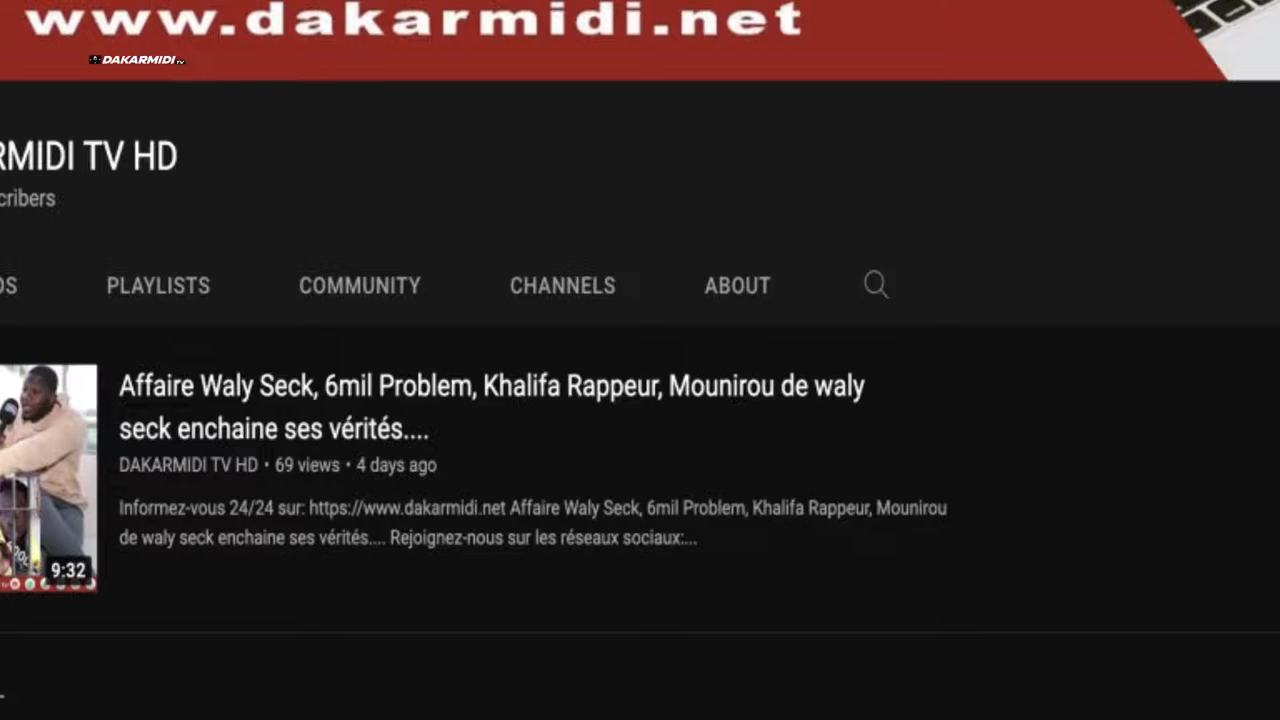 www.dakarmidi.net
DAKARMIDI TV
RMIDI TV HD
cribers
OS
PLAYLISTS
COMMUNITY
CHANNELS
ABOUT
Affaire Waly Seck, 6mil Problem, Khalifa Rappeur, Mounirou de waly
seck enchaine ses vérités....
DAKARMIDI TV HD • 69 views • 4 days ago
Informez-vous 24/24 sur: https://www.dakarmidi.net Affaire Waly Seck, 6mil Problem, Khalifa Rappeur, Mounirou
de waly seck enchaine ses vérités.... Rejoignez-nous sur les réseaux sociaux:...
9:32